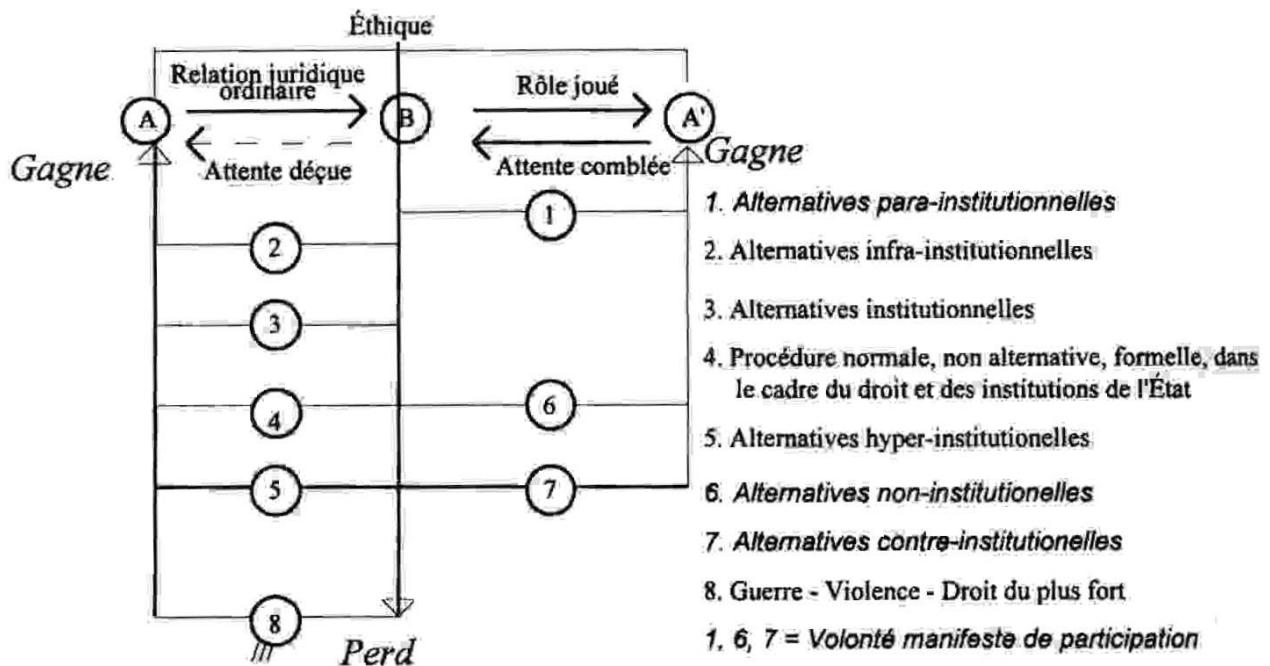 Éthique
Relation juridique
ordinaire
Rôle joué
A
B
A'
Gagne
Attente déçue
Attente comblée
Gagne
1
2
3
4
6
5
7
8
Perd
1. Alternatives para-institutionnelles
2. Alternatives infra-institutionnelles
3. Alternatives institutionnelles
4. Procédure normale, non alternative, formelle, dans
le cadre du droit et des institutions de l'État
5. Alternatives hyper-institutionelles
6. Alternatives non-institutionelles
7. Alternatives contre-institutionelles
8. Guerre - Violence - Droit du plus fort
1, 6, 7 = Volonté manifeste de participation